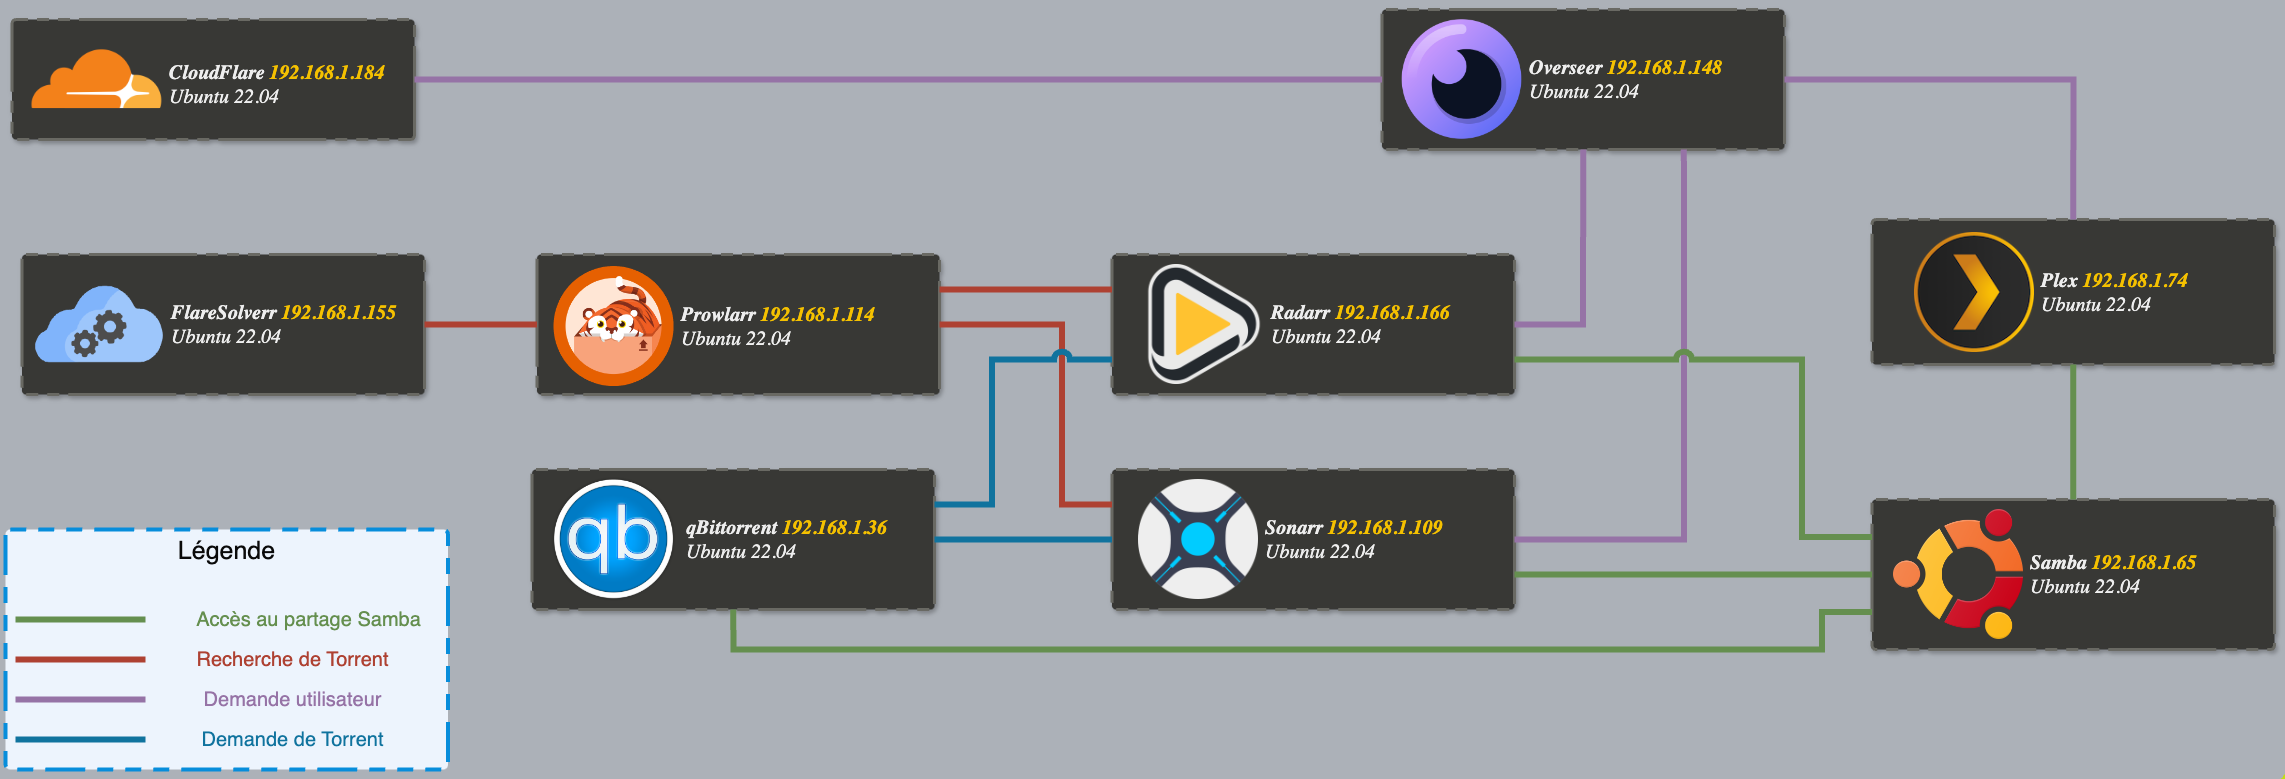 CloudFlare 192.168.1.184
Ubuntu 22.04
Overseer 192.168.1.148
Ubuntu 22.04
FlareSolverr 192.168.1.155
Ubuntu 22.04
Prowlarr 192.168.1.114
Ubuntu 22.04
Radarr 192.168.1.166
Ubuntu 22.04
Plex 192.168.1.74
Ubuntu 22.04
qb
qBittorrent 192.168.1.36
Ubuntu 22.04
Sonarr 192.168.1.109
Ubuntu 22.04
Samba 192.168.1.65
Ubuntu 22.04
Légende
Accès au partage Samba
Recherche de Torrent
Demande utilisateur
Demande de Torrent